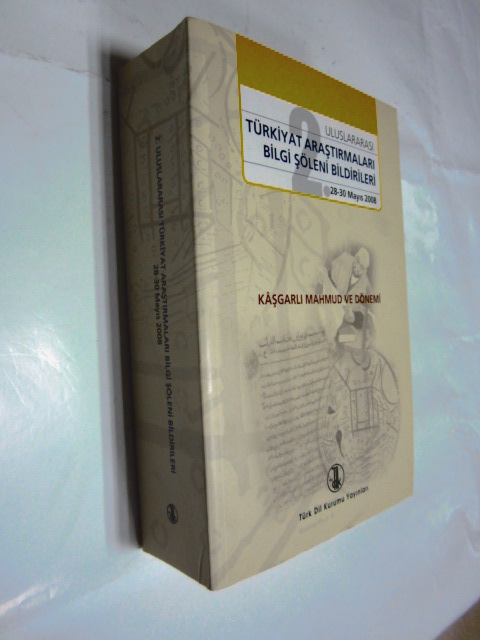 2.
ULUSLARARASI
TÜRKİYAT ARAŞTIRMALARI
BİLGİ ŞÖLENİ BİLDİRİLERİ
28-30 Mayıs 2008
KÂŞGARLI MAHMUD VE DÖNEMİ
Türk Dil Kurumu Yayınları
2. ULUSLARARASI TÜRKİYAT ARAŞTIRMALARI BİLGİ ŞÖLENİ BİLDİRİLERİ
28-30 Mayıs 2008